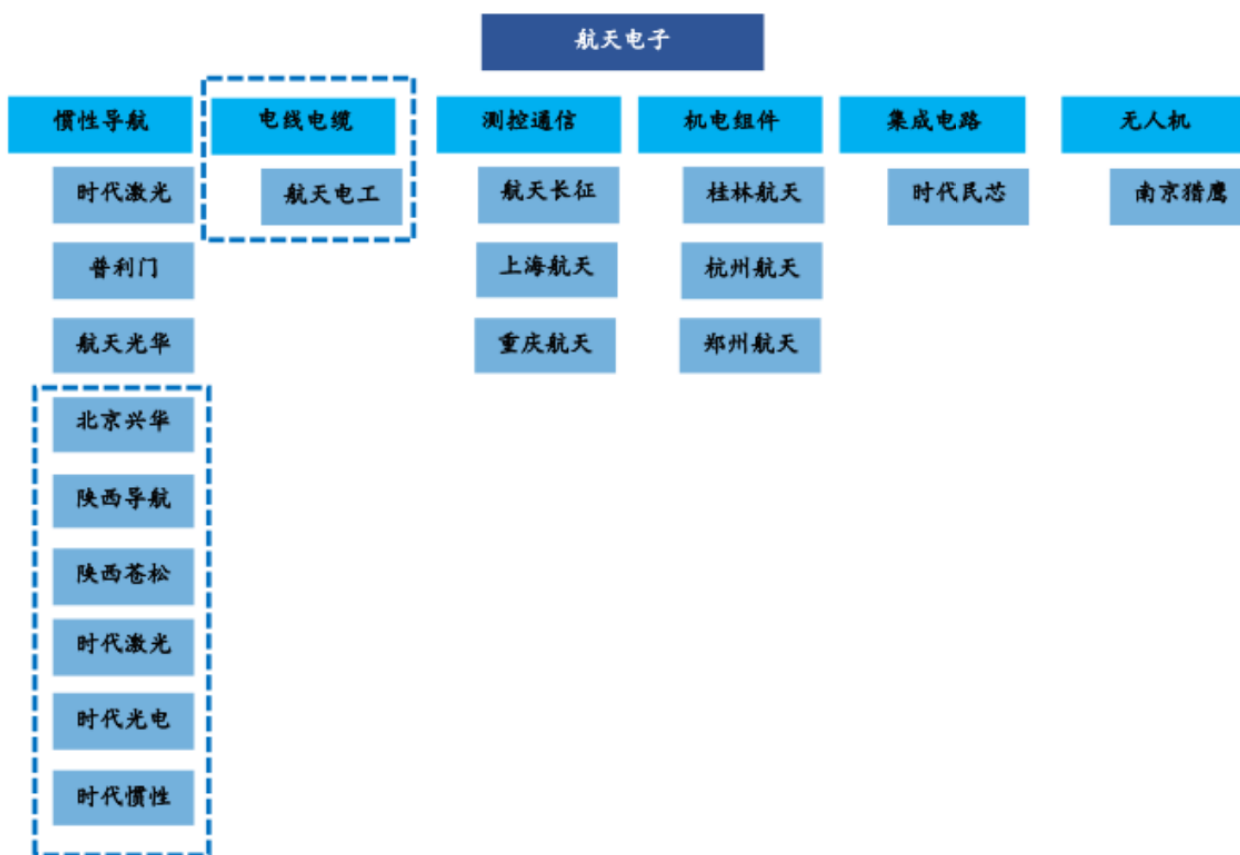 航天电子
惯性导航 电线电缆 测控通信 机电组件 集成电路 无人机
时代激光 航天电工 航天长征 桂林航天 时代民芯 南京猎鹰
普利门 上海航天 杭州航天
航天光华 重庆航天 郑州航天
北京兴华
陕西导航
陕西苍松
时代激光
时代光电
时代惯性